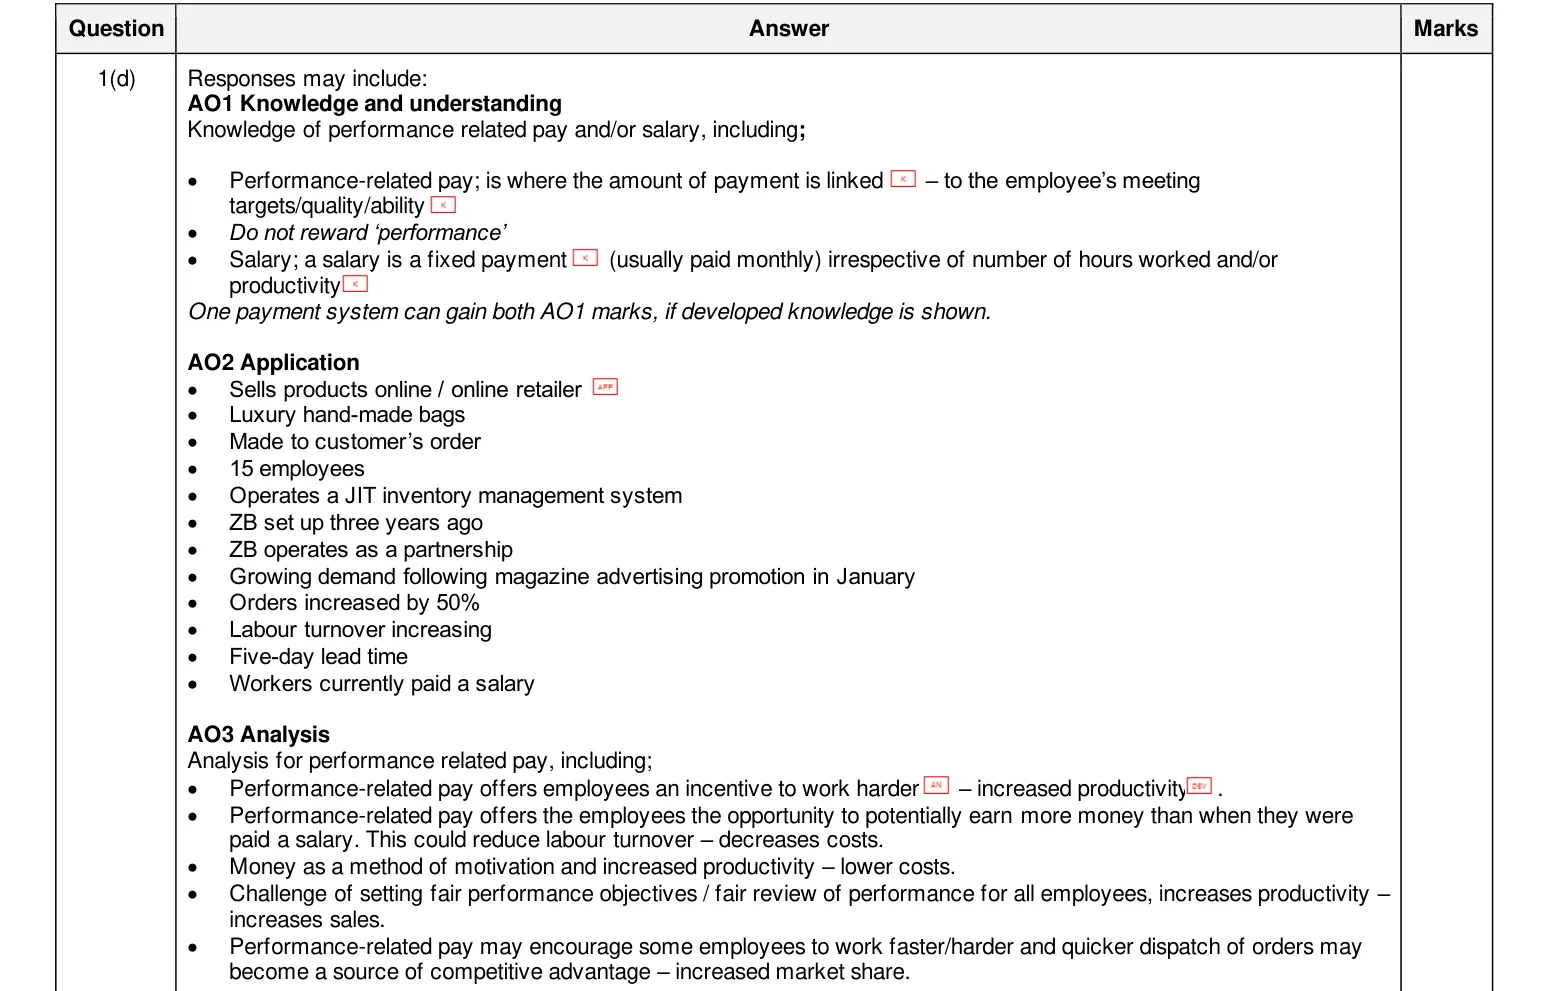 Question Answer Marks
1(d) Responses may include:
AO1 Knowledge and understanding
Knowledge of performance related pay and/or salary, including;
• Performance-related pay; is where the amount of payment is linked K – to the employee’s meeting
targets/quality/ability K
• Do not reward ‘performance’
• Salary; a salary is a fixed payment K (usually paid monthly) irrespective of number of hours worked and/or
productivity K
One payment system can gain both AO1 marks, if developed knowledge is shown.
AO2 Application
• Sells products online / online retailer APP
• Luxury hand-made bags
• Made to customer’s order
• 15 employees
• Operates a JIT inventory management system
• ZB set up three years ago
• ZB operates as a partnership
• Growing demand following magazine advertising promotion in January
• Orders increased by 50%
• Labour turnover increasing
• Five-day lead time
• Workers currently paid a salary
AO3 Analysis
Analysis for performance related pay, including;
• Performance-related pay offers employees an incentive to work harder AN – increased productivity DEV .
• Performance-related pay offers the employees the opportunity to potentially earn more money than when they were
paid a salary. This could reduce labour turnover – decreases costs.
• Money as a method of motivation and increased productivity – lower costs.
• Challenge of setting fair performance objectives / fair review of performance for all employees, increases productivity –
increases sales.
• Performance-related pay may encourage some employees to work faster/harder and quicker dispatch of orders may
become a source of competitive advantage – increased market share.